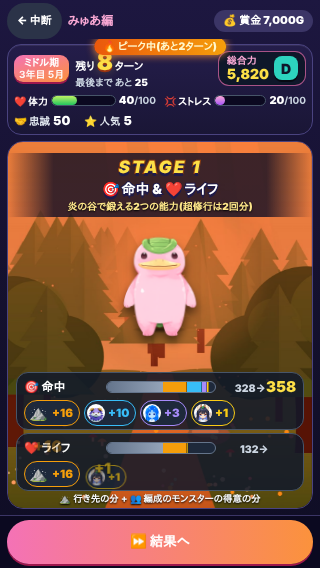 ← 中断
みゅあ編
💰 賞金 7,000G
🔥 ピーク中(あと2ターン)
ミドル期
3年目 5月
残り 8 ターン
最後まで あと 25
総合力
5,820
D
❤️ 体力 40/100
💢 ストレス 20/100
🤝 忠誠 50
⭐ 人気 5
STAGE 1
🎯 命中 & ❤️ ライフ
炎の谷で鍛える2つの能力(超修行は2回分)
🎯 命中 328→358
+16 +10 +3 +1
❤️ ライフ 132→
+16 +1
⛰️ 行き先の分 + 👥 編成のモンスターの得意の分
⏩ 結果へ